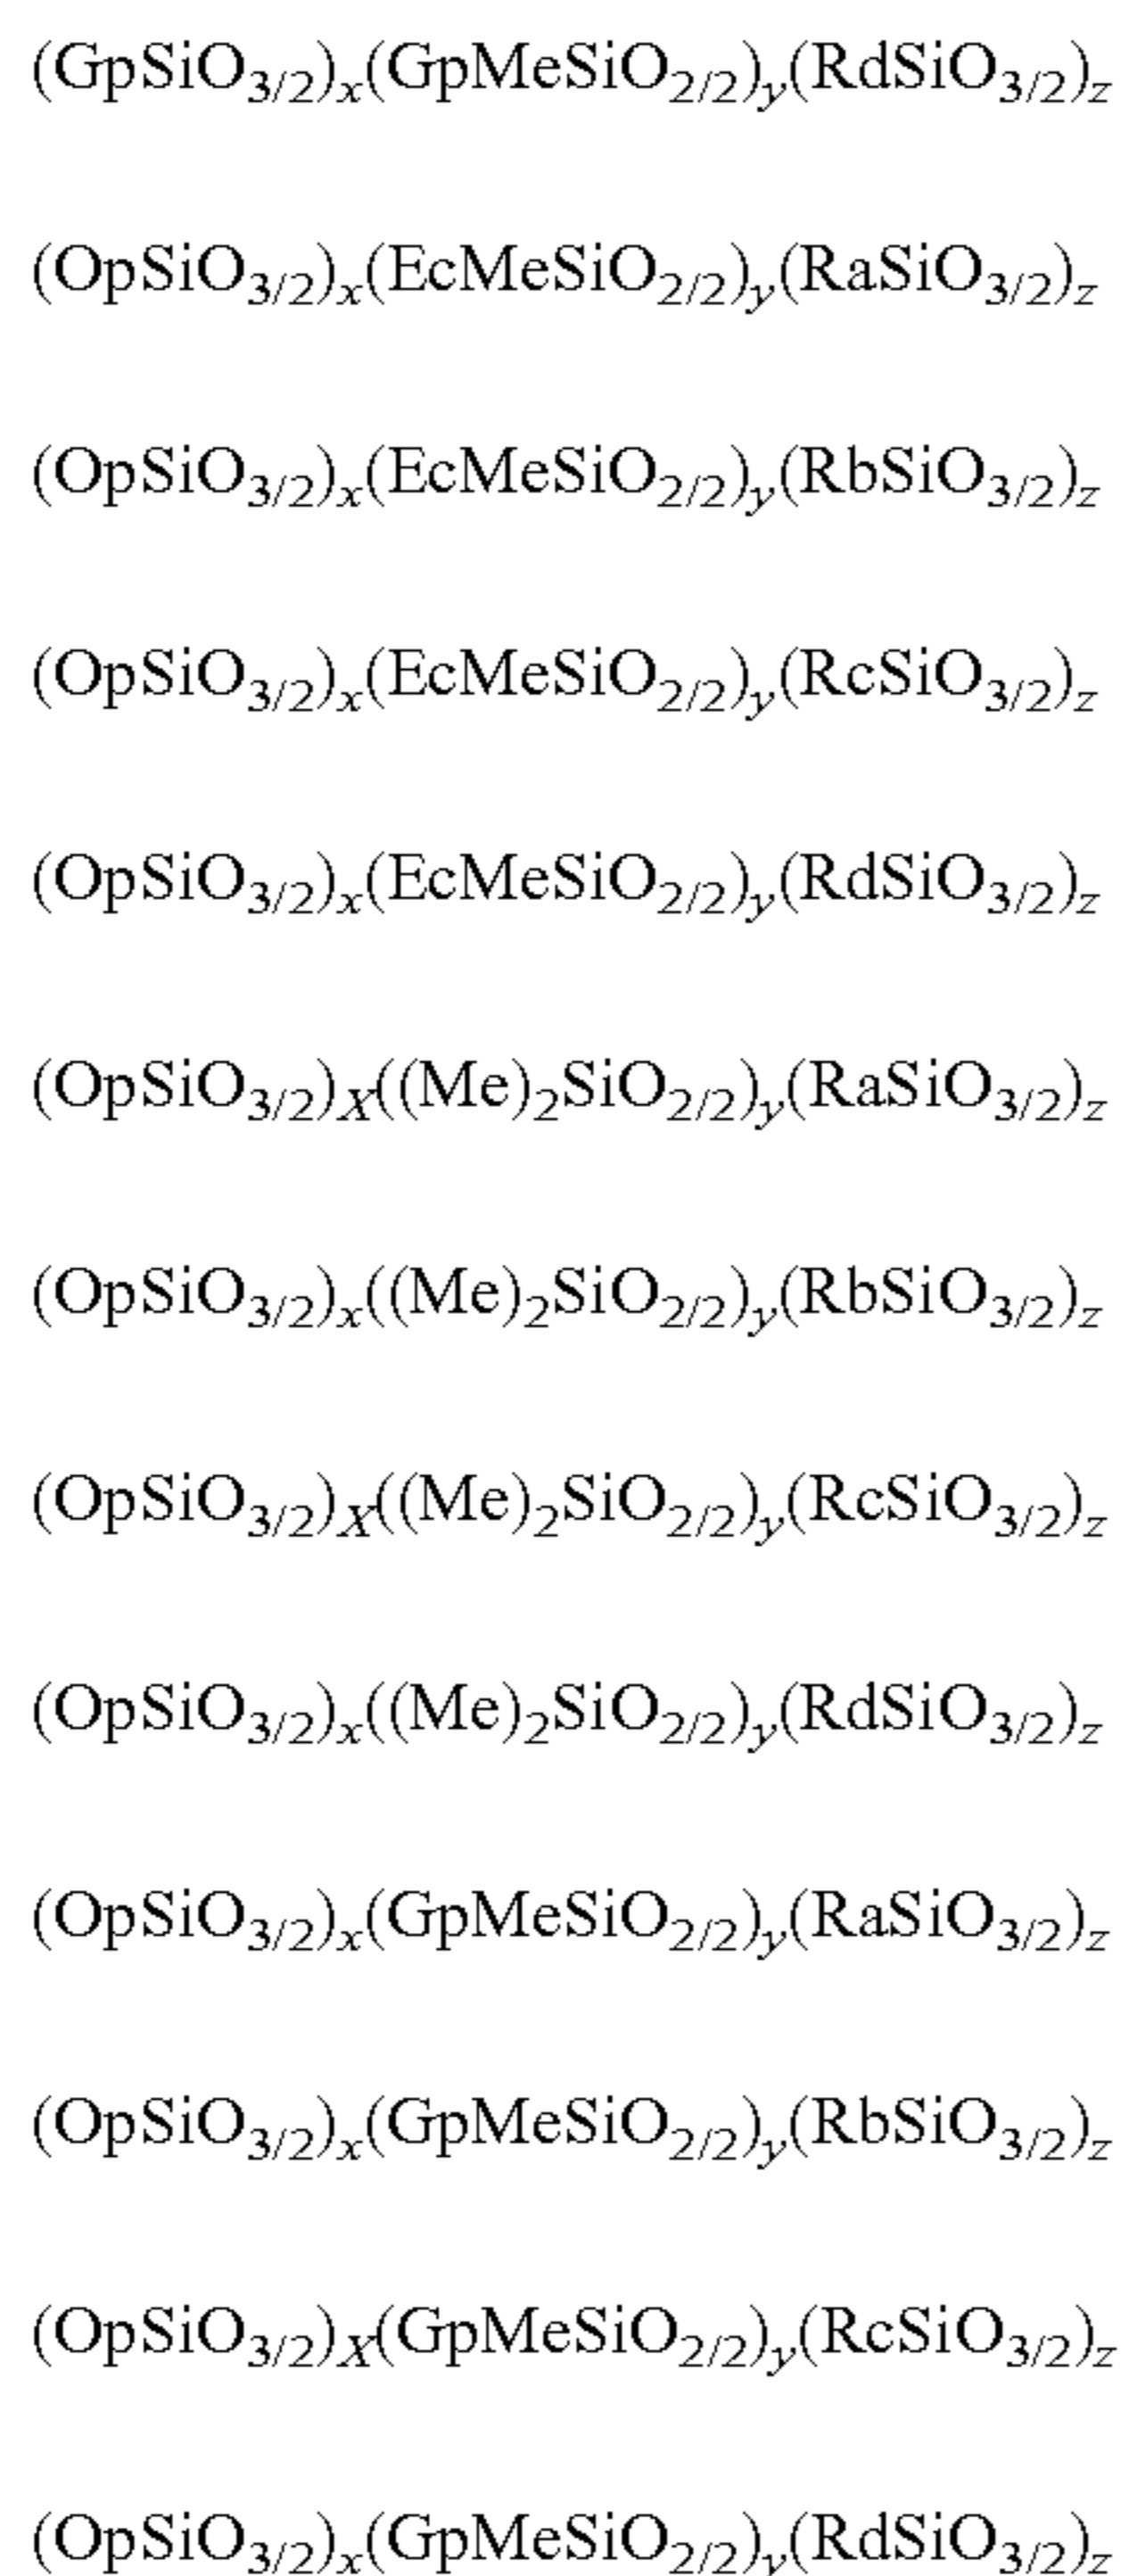 (GpSiO₃/₂)ₓ(GpMeSiO₂/₂)y(RdSiO₃/₂)z
(OpSiO₃/₂)ₓ(EcMeSiO₂/₂)y(RaSiO₃/₂)z
(OpSiO₃/₂)ₓ(EcMeSiO₂/₂)y(RbSiO₃/₂)z
(OpSiO₃/₂)ₓ(EcMeSiO₂/₂)y(RcSiO₃/₂)z
(OpSiO₃/₂)ₓ(EcMeSiO₂/₂)y(RdSiO₃/₂)z
(OpSiO₃/₂)X((Me)₂SiO₂/₂)y(RaSiO₃/₂)z
(OpSiO₃/₂)ₓ((Me)₂SiO₂/₂)y(RbSiO₃/₂)z
(OpSiO₃/₂)X((Me)₂SiO₂/₂)y(RcSiO₃/₂)z
(OpSiO₃/₂)ₓ((Me)₂SiO₂/₂)y(RdSiO₃/₂)z
(OpSiO₃/₂)ₓ(GpMeSiO₂/₂)y(RaSiO₃/₂)z
(OpSiO₃/₂)ₓ(GpMeSiO₂/₂)y(RbSiO₃/₂)z
(OpSiO₃/₂)X(GpMeSiO₂/₂)y(RcSiO₃/₂)z
(OpSiO₃/₂)ₓ(GpMeSiO₂/₂)y(RdSiO₃/₂)z